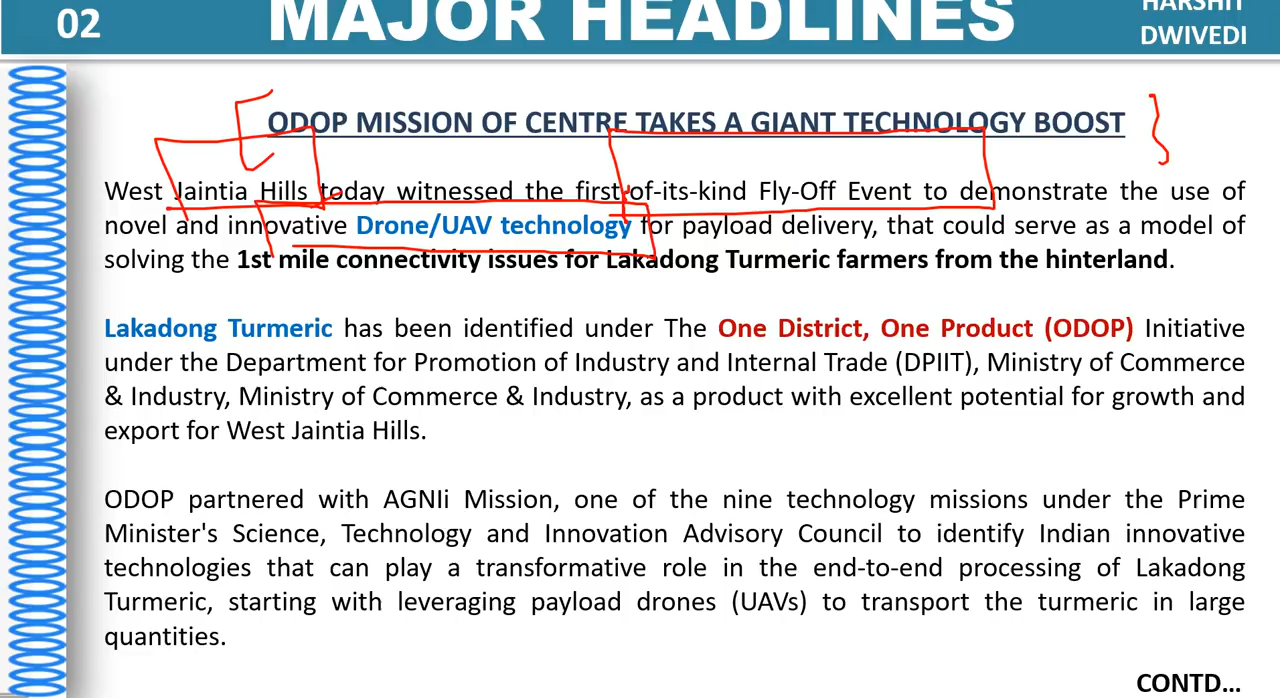 02
MAJOR HEADLINES
HARSHIT
DWIVEDI
ODOP MISSION OF CENTRE TAKES A GIANT TECHNOLOGY BOOST
West Jaintia Hills today witnessed the first of-its-kind Fly-Off Event to demonstrate the use of
novel and innovative Drone/UAV technology for payload delivery, that could serve as a model of
solving the 1st mile connectivity issues for Lakadong Turmeric farmers from the hinterland.
Lakadong Turmeric has been identified under The One District, One Product (ODOP) Initiative
under the Department for Promotion of Industry and Internal Trade (DPIIT), Ministry of Commerce
& Industry, Ministry of Commerce & Industry, as a product with excellent potential for growth and
export for West Jaintia Hills.
ODOP partnered with AGNIi Mission, one of the nine technology missions under the Prime
Minister's Science, Technology and Innovation Advisory Council to identify Indian innovative
technologies that can play a transformative role in the end-to-end processing of Lakadong
Turmeric, starting with leveraging payload drones (UAVs) to transport the turmeric in large
quantities.
CONTD...